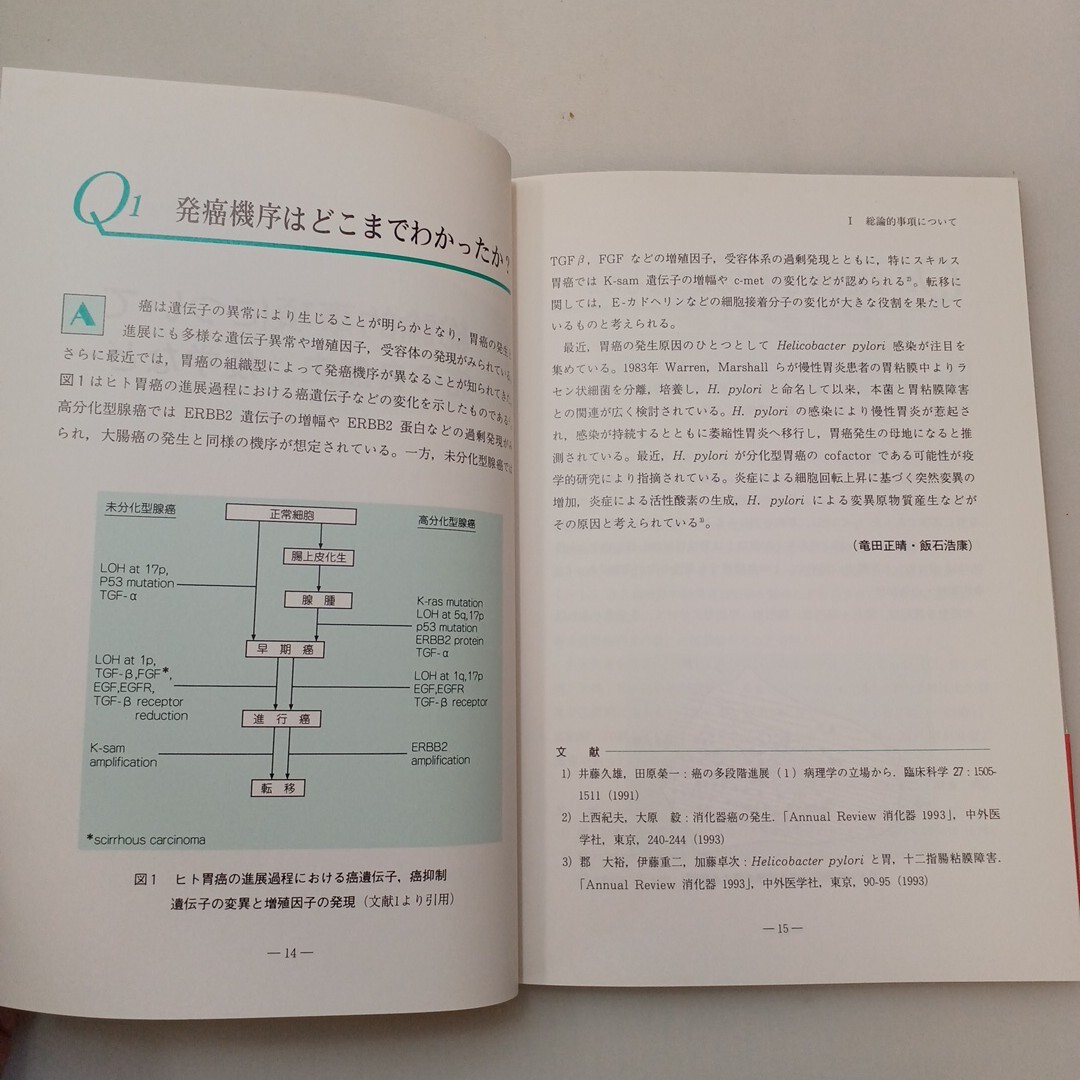 Q1 発癌機序はどこまでわかったか?
A 癌は遺伝子の異常により生じることが明らかとなり，胃癌の発生
進展にも多様な遺伝子異常や増殖因子，受容体の発現がみられている。
さらに最近では，胃癌の組織型によって発癌機序が異なることが知られてきた。
図1はヒト胃癌の進展過程における癌遺伝子などの変化を示したものである
高分化型腺癌では ERBB2 遺伝子の増幅や ERBB2 蛋白などの過剰発現が
られ，大腸癌の発生と同様の機序が想定されている。一方，未分化型腺癌では
未分化型腺癌
正常細胞
高分化型腺癌
腸上皮化生
LOH at 17p,
P53 mutation
TGF-α
腺腫
K-ras mutation
LOH at 5q,17p
p53 mutation
ERBB2 protein
TGF-α
早期癌
LOH at 1p,
TGF-β,FGF*,
EGF,EGFR,
TGF-β receptor
reduction
LOH at 1q,17p
EGF,EGFR
TGF-β receptor
進行癌
K-sam
amplification
ERBB2
amplification
転移
*scirrhous carcinoma
図1 ヒト胃癌の進展過程における癌遺伝子，癌抑制
遺伝子の変異と増殖因子の発現（文献1より引用）
—14—
I 総論的事項について
TGFβ，FGF などの増殖因子，受容体系の過剰発現とともに，特にスキルス
胃癌では K-sam 遺伝子の増幅や c-met の変化などが認められる2)。転移に
関しては，E-カドヘリンなどの細胞接着分子の変化が大きな役割を果たして
いるものと考えられる。
最近，胃癌の発生原因のひとつとして Helicobacter pylori 感染が注目を
集めている。1983年 Warren, Marshall らが慢性胃炎患者の胃粘膜中よりラ
セン状細菌を分離，培養し，H. pylori と命名して以来，本菌と胃粘膜障害
との関連が広く検討されている。H. pylori の感染により慢性胃炎が惹起さ
れ，感染が持続するとともに萎縮性胃炎へ移行し，胃癌発生の母地になると推
測されている。最近，H. pylori が分化型胃癌の cofactor である可能性が疫
学的研究により指摘されている。炎症による細胞回転上昇に基づく突然変異の
増加，炎症による活性酸素の生成，H. pylori による変異原物質産生などが
その原因と考えられている3)。
（竜田正晴・飯石浩康）
文献
1) 井藤久雄，田原榮一：癌の多段階進展（1）病理学の立場から．臨床科学 27：1505-
1511（1991）
2) 上西紀夫，大原 毅：消化器癌の発生．「Annual Review 消化器 1993」，中外医
学社，東京，240-244（1993）
3) 郡 大裕，伊藤重二，加藤卓次：Helicobacter pylori と胃，十二指腸粘膜障害．
「Annual Review 消化器 1993」，中外医学社，東京，90-95（1993）
—15—